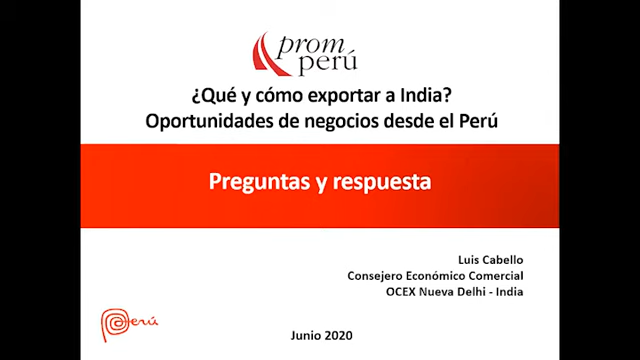 prom
perú
¿Qué y cómo exportar a India?
Oportunidades de negocios desde el Perú
Preguntas y respuesta
Luis Cabello
Consejero Económico Comercial
OCEX Nueva Delhi - India
Perú
Junio 2020